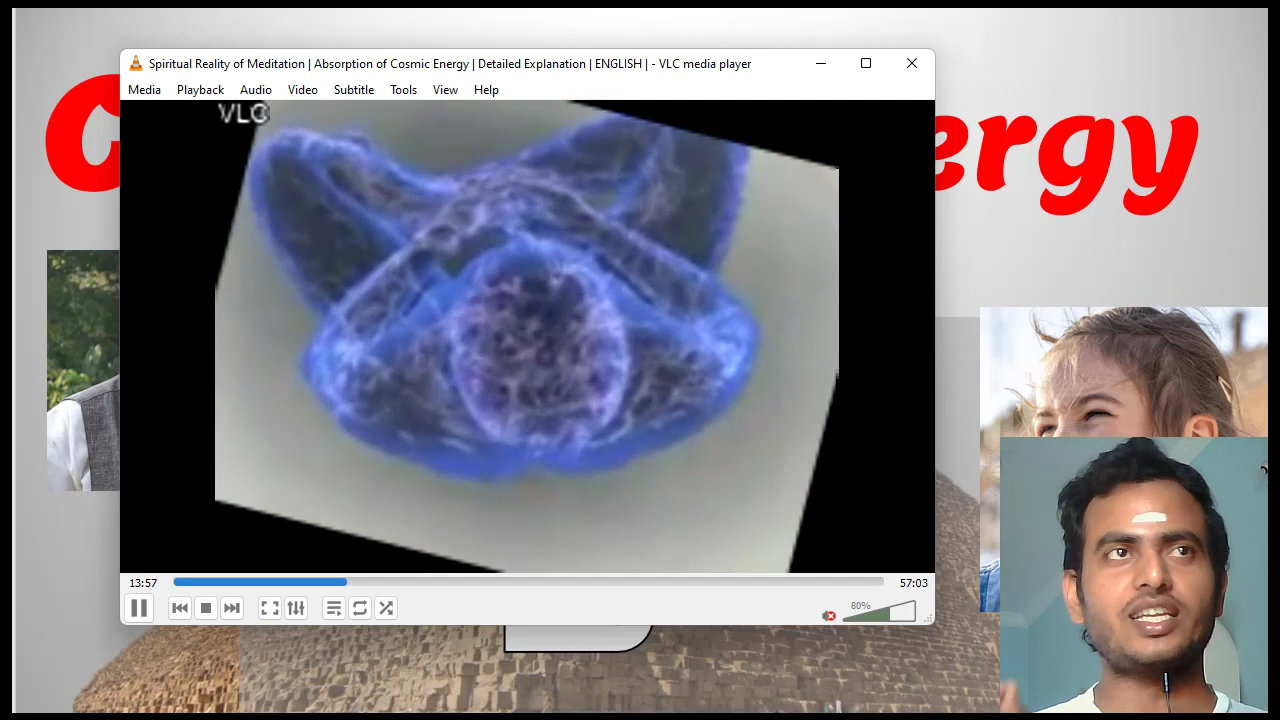 Spiritual Reality of Meditation | Absorption of Cosmic Energy | Detailed Explanation | ENGLISH | - VLC media player
Media Playback Audio Video Subtitle Tools View Help
VLC
C
ergy
13:57
57:03
80%